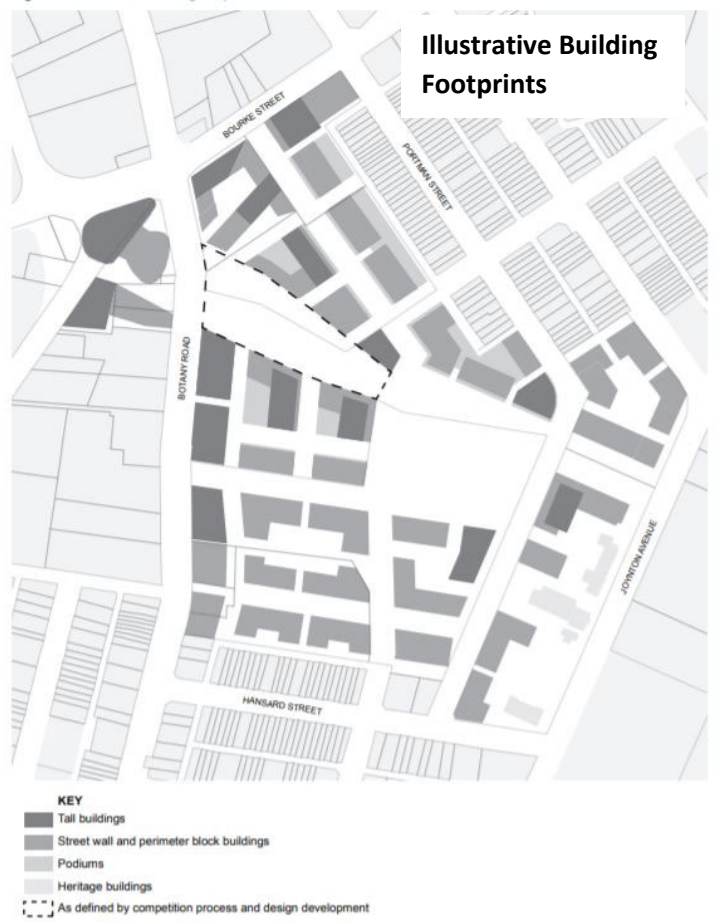 Illustrative Building
Footprints
BOURKE STREET
PORTMAN STREET
BOTANY ROAD
JOYNTON AVENUE
HANSARD STREET
KEY
Tall buildings
Street wall and perimeter block buildings
Podiums
Heritage buildings
As defined by competition process and design development